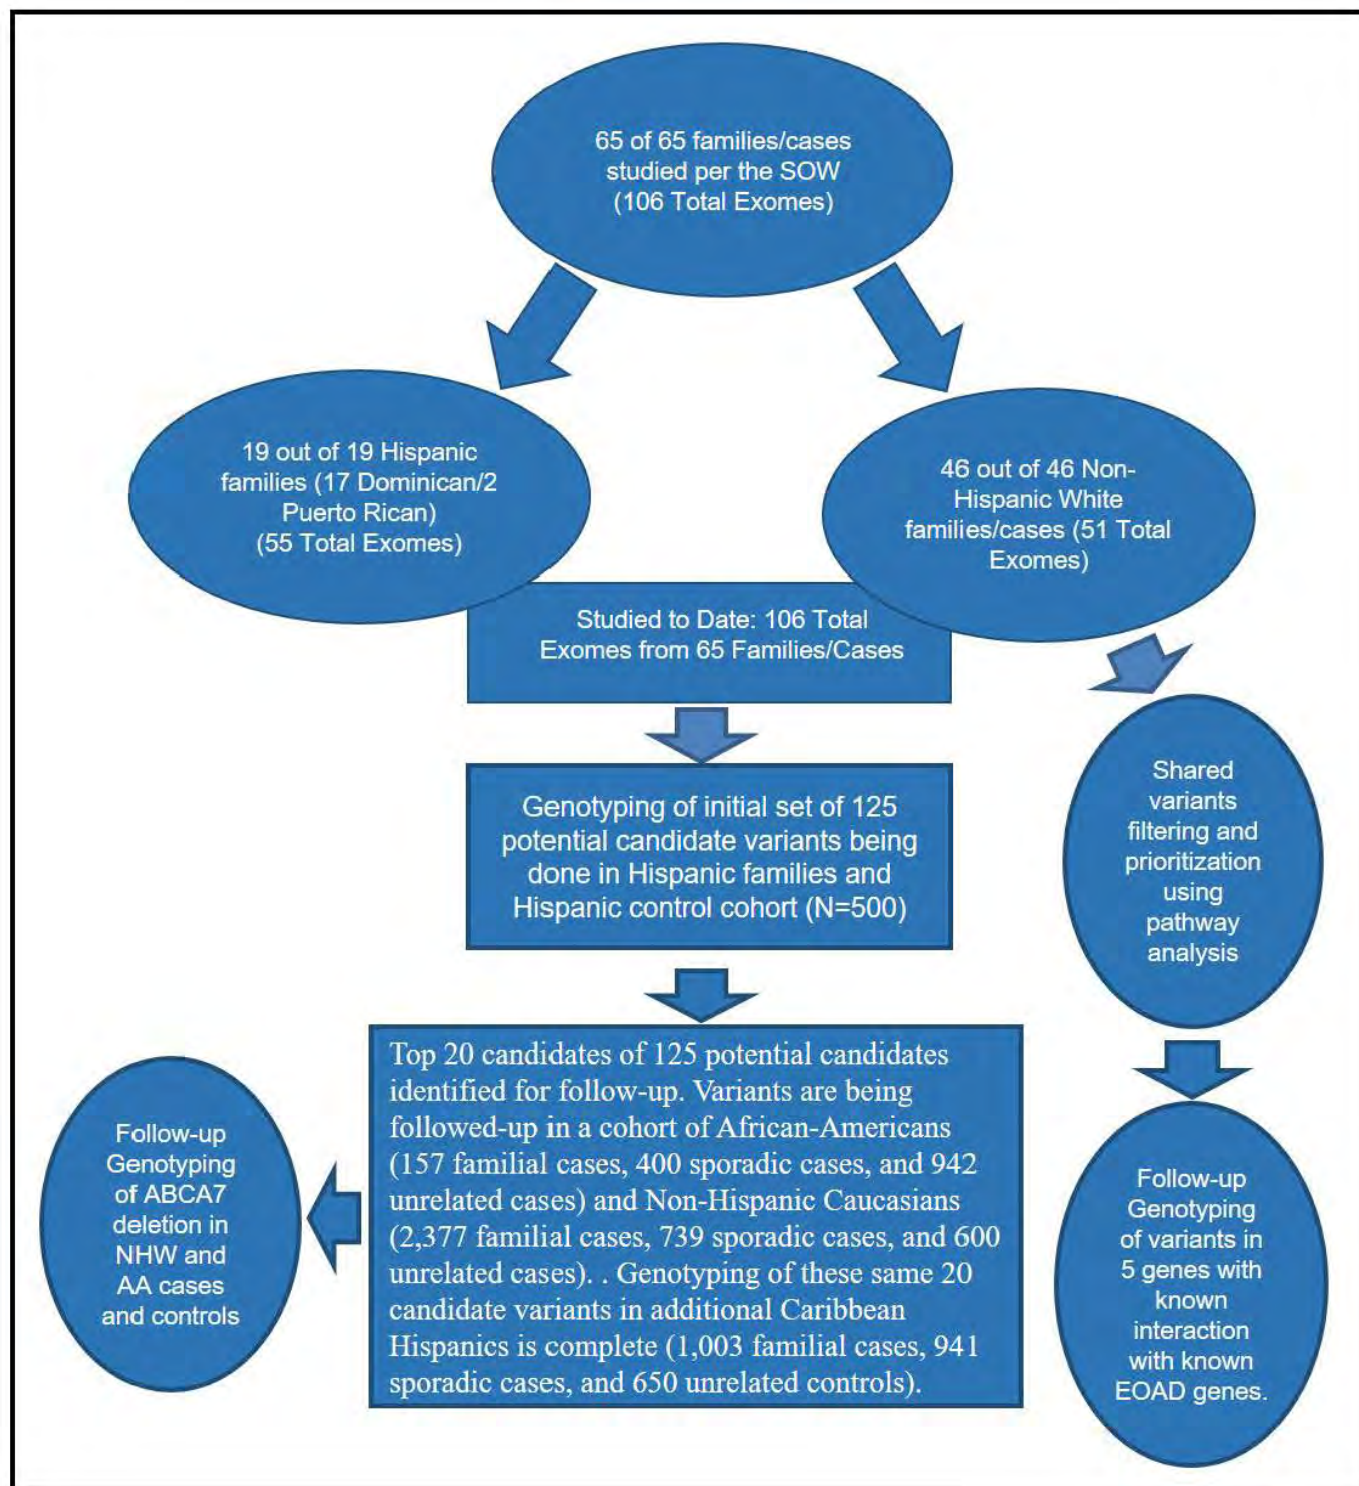 65 of 65 families/cases
studied per the SOW
(106 Total Exomes)
19 out of 19 Hispanic
families (17 Dominican/2
Puerto Rican)
(55 Total Exomes)
46 out of 46 Non-
Hispanic White
families/cases (51 Total
Exomes)
Studied to Date: 106 Total
Exomes from 65 Families/Cases
Genotyping of initial set of 125
potential candidate variants being
done in Hispanic families and
Hispanic control cohort (N=500)
Shared
variants
filtering and
prioritization
using
pathway
analysis
Top 20 candidates of 125 potential candidates
identified for follow-up. Variants are being
followed-up in a cohort of African-Americans
(157 familial cases, 400 sporadic cases, and 942
unrelated cases) and Non-Hispanic Caucasians
(2,377 familial cases, 739 sporadic cases, and 600
unrelated cases). . Genotyping of these same 20
candidate variants in additional Caribbean
Hispanics is complete (1,003 familial cases, 941
sporadic cases, and 650 unrelated controls).
Follow-up
Genotyping
of ABCA7
deletion in
NHW and
AA cases
and controls
Follow-up
Genotyping
of variants in
5 genes with
known
interaction
with known
EOAD genes.